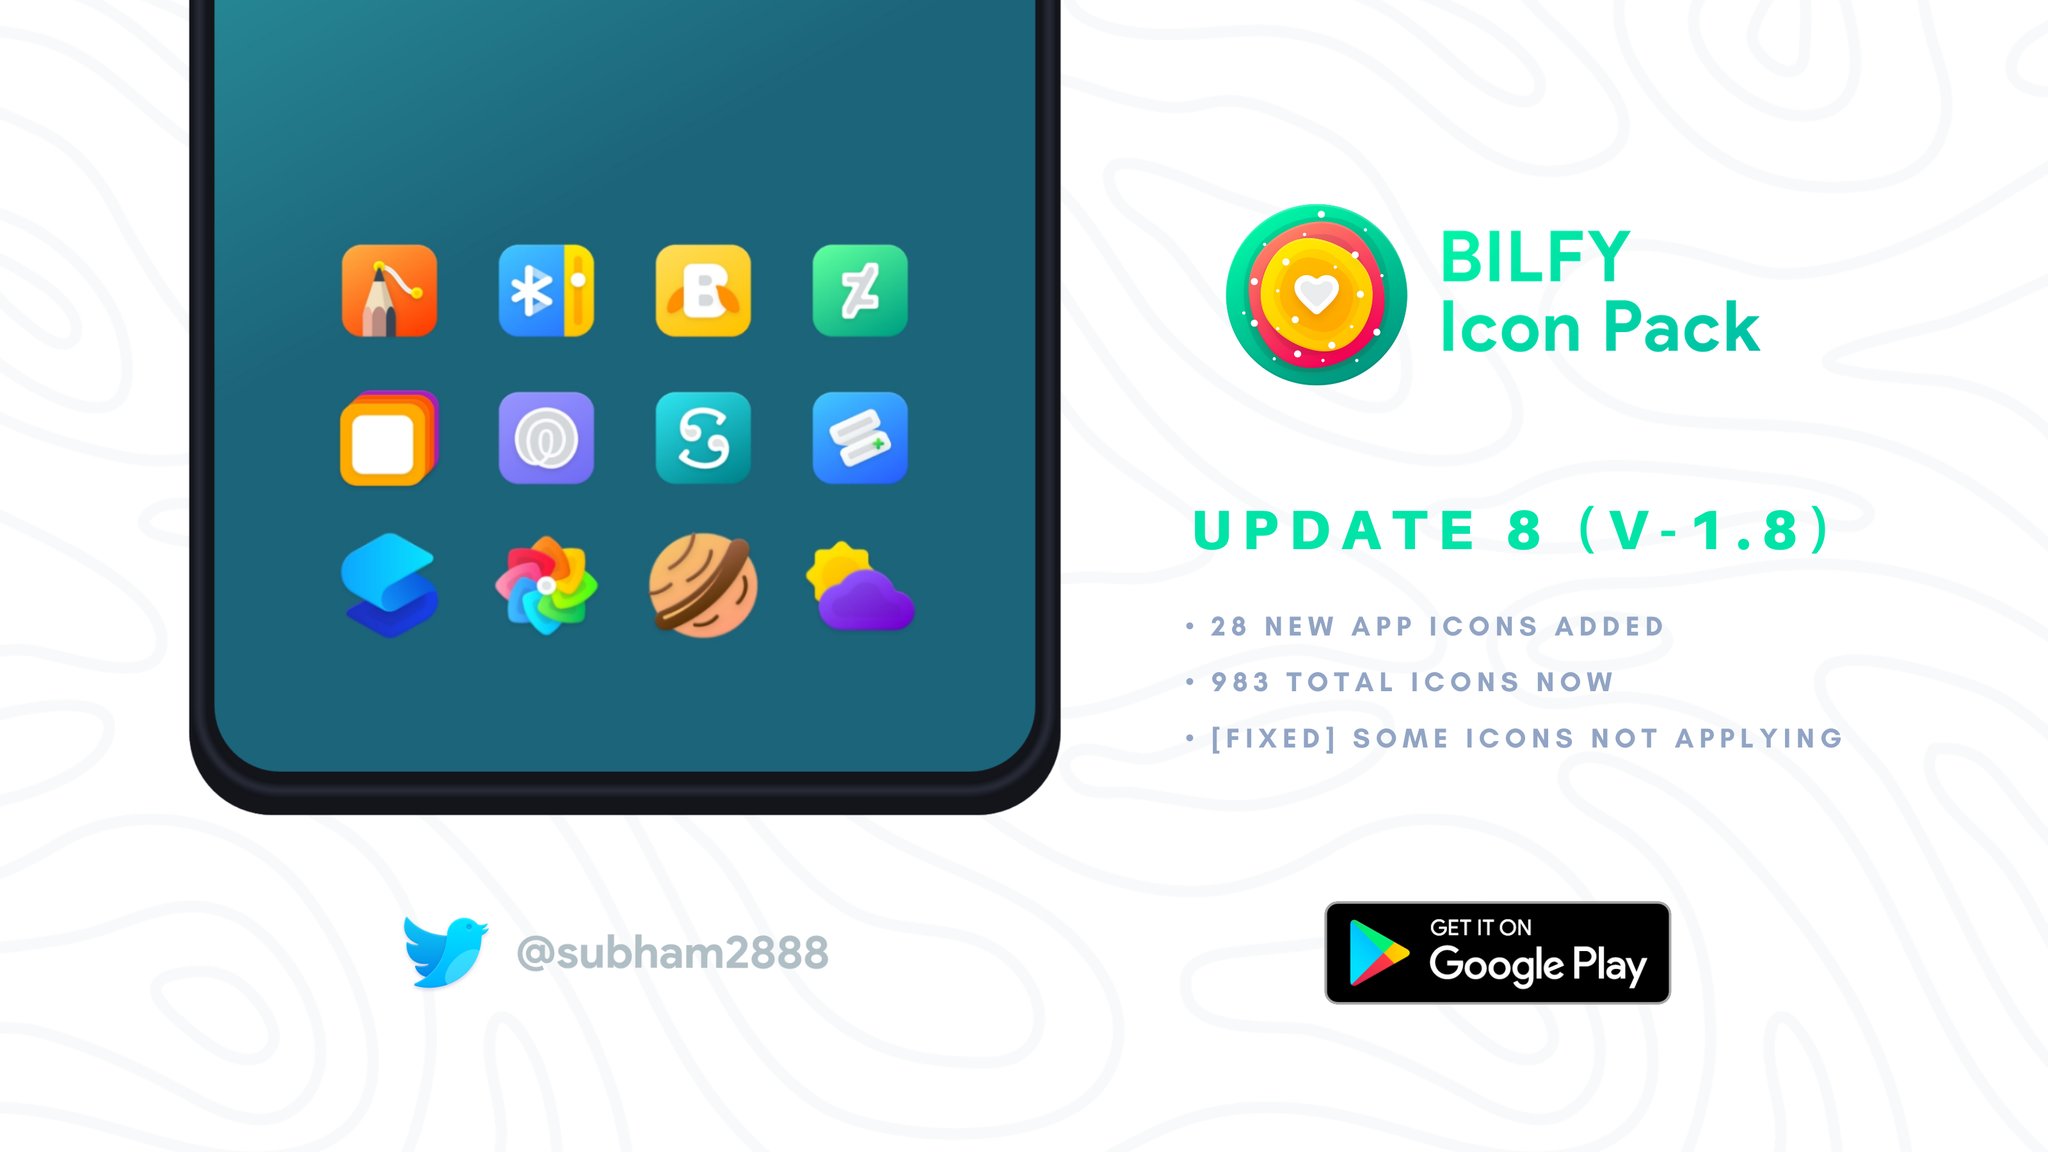 BILFY
Icon Pack
UPDATE 8 (V-1.8)
• 28 NEW APP ICONS ADDED
• 983 TOTAL ICONS NOW
• [FIXED] SOME ICONS NOT APPLYING
@subham2888
GET IT ON
Google Play